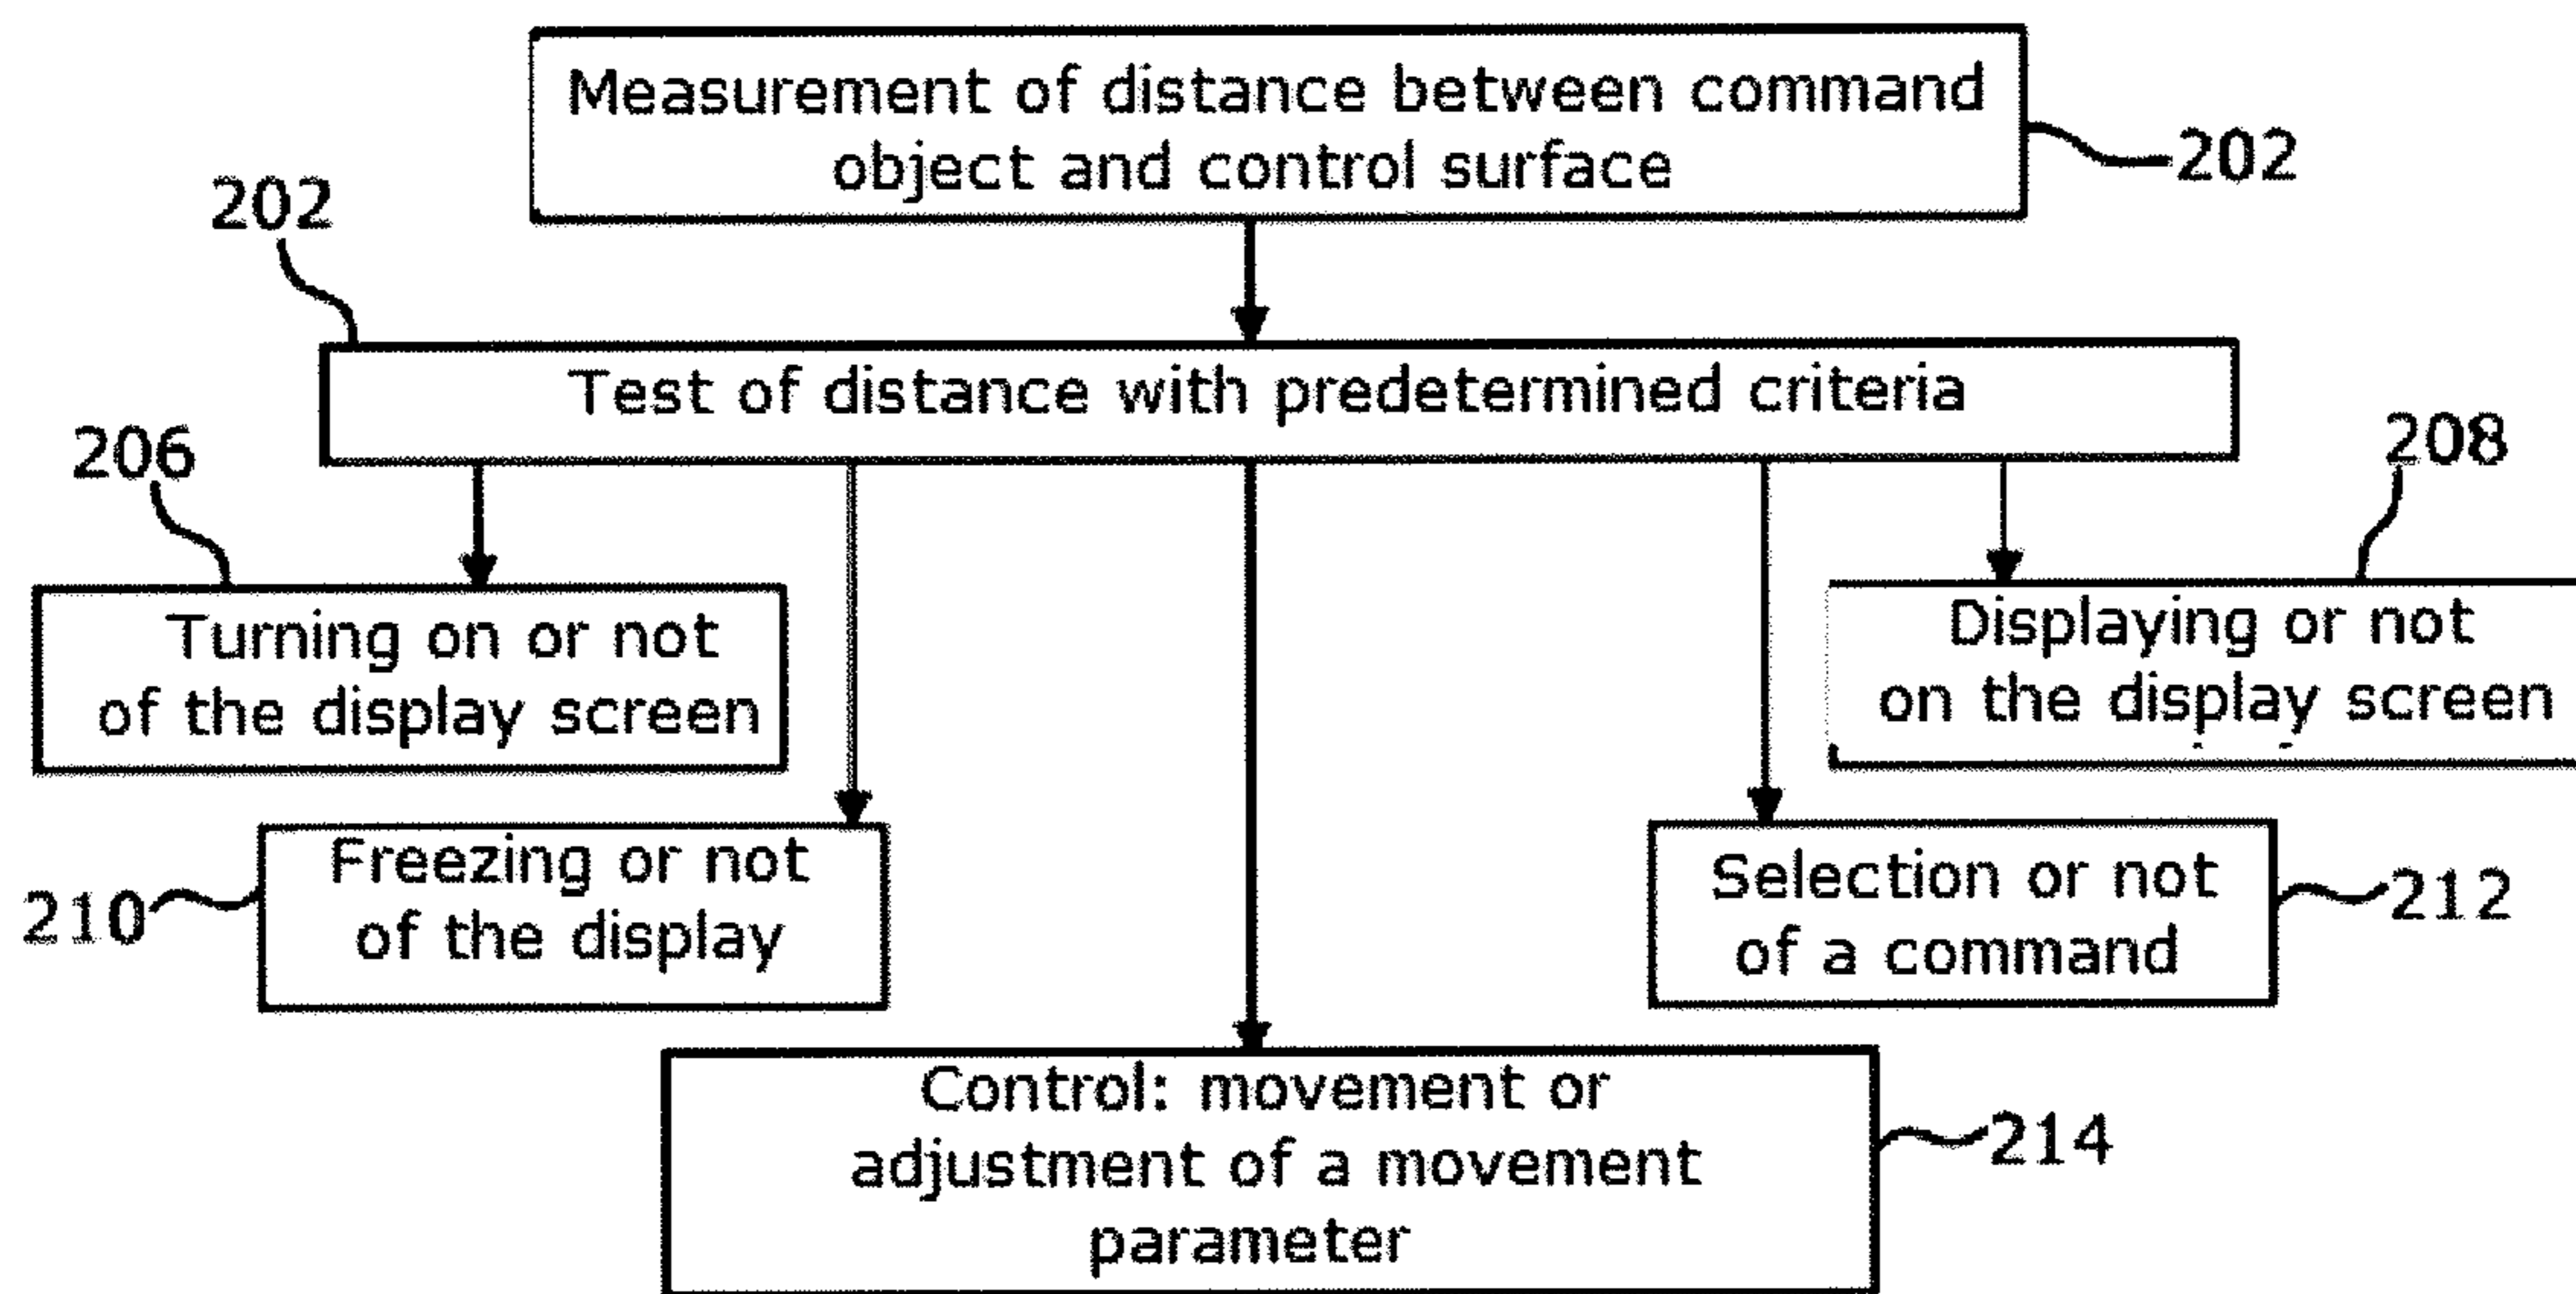 Measurement of distance between command
object and control surface
202
202
Test of distance with predetermined criteria
206
208
Turning on or not
of the display screen
Displaying or not
on the display screen
210
Freezing or not
of the display
Selection or not
of a command
212
Control: movement or
adjustment of a movement
parameter
214